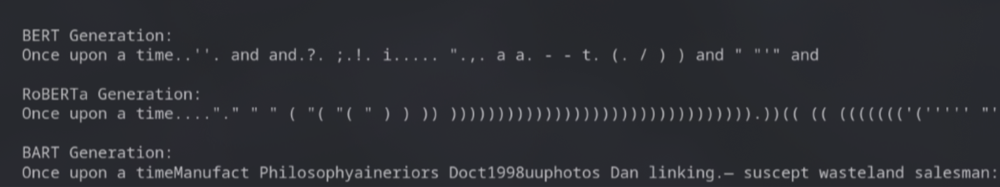 BERT Generation:
Once upon a time..''. and and.?. ;.!. i..... ".,. a a. - - t. (. / ) ) and " "'" and
RoBERTa Generation:
Once upon a time...."." " " ( "( "( " ) ) )) )))))))))))))))))))))))))))))))).))(( (( ((((((('(''''' "'
BART Generation:
Once upon a timeManufact Philosophyaineriors Doct1998uuphotos Dan linking.— suscept wasteland salesman: